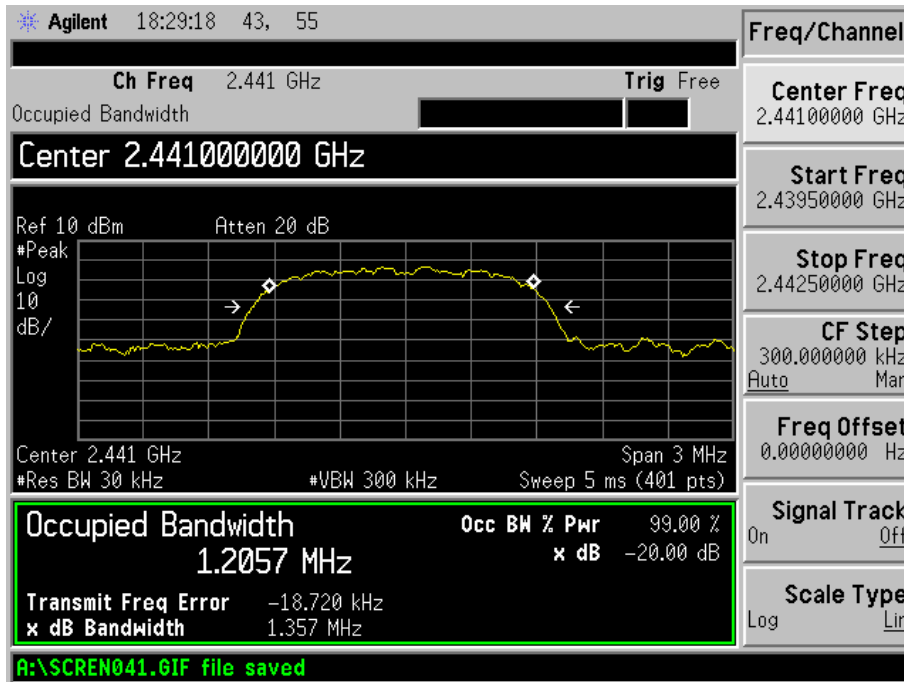 Agilent 18:29:18 43, 55
Freq/Channel
Ch Freq 2.441 GHz Trig Free
Occupied Bandwidth
Center 2.441000000 GHz
Ref 10 dBm Atten 20 dB
#Peak
Log
10
dB/
Center 2.441 GHz Span 3 MHz
#Res BW 30 kHz #VBW 300 kHz Sweep 5 ms (401 pts)
Occupied Bandwidth Occ BW % Pwr 99.00 %
1.2057 MHz x dB -20.00 dB
Transmit Freq Error -18.720 kHz
x dB Bandwidth 1.357 MHz
A:\SCREN041.GIF file saved
Center Freq
2.44100000 GHz
Start Freq
2.43950000 GHz
Stop Freq
2.44250000 GHz
CF Step
300.000000 kHz
Auto Man
Freq Offset
0.00000000 Hz
Signal Track
On Off
Scale Type
Log Lin